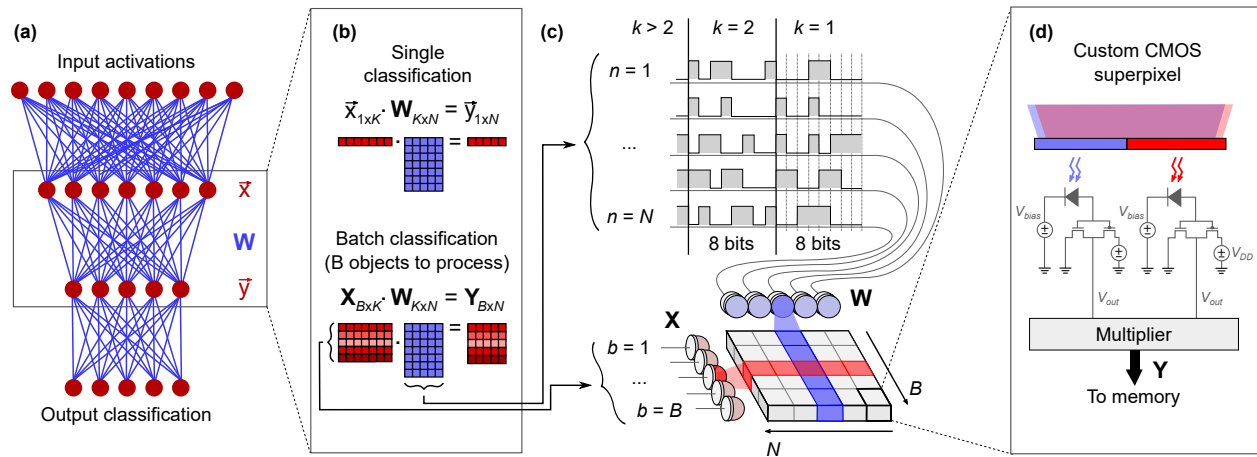 (a)
Input activations
x⃗
W
y⃗
Output classification
(b)
Single
classification
x⃗1xK · WKxN = y⃗1xN
Batch classification
(B objects to process)
XBxK · WKxN = YBxN
(c)
k > 2 k = 2 k = 1
n = 1
...
n = N
8 bits 8 bits
W
X
b = 1
...
b = B
B
N
(d)
Custom CMOS
superpixel
Vbias Vbias
VDD
Vout Vout
Multiplier
Y
To memory